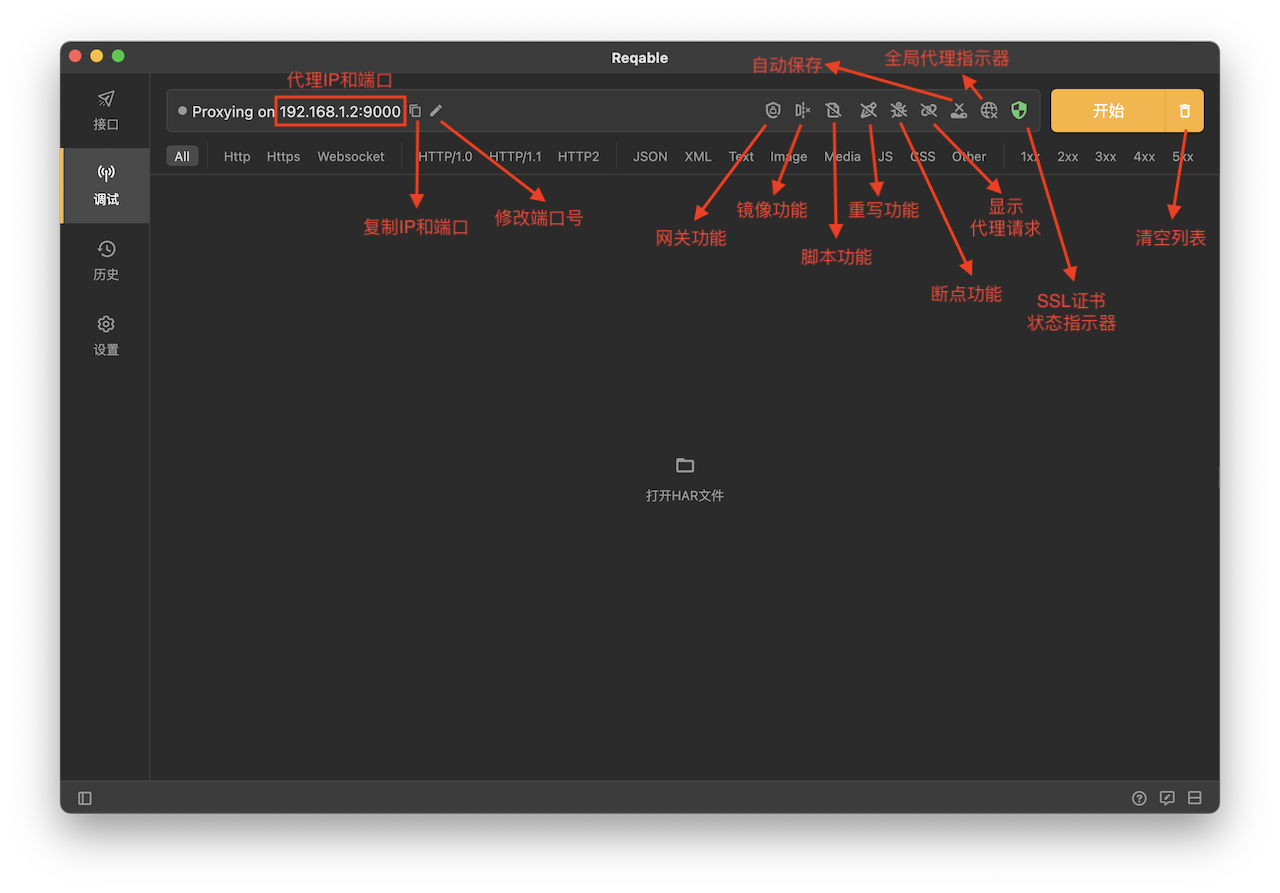 Reqable
代理IP和端口
自动保存
全局代理指示器
接口
Proxying on 192.168.1.2:9000
开始
All Http Https Websocket HTTP/1.0 HTTP/1.1 HTTP2 JSON XML Text Image Media JS CSS Other 1xx 2xx 3xx 4xx 5xx
调试
复制IP和端口
修改端口号
网关功能
镜像功能
脚本功能
重写功能
断点功能
显示
代理请求
SSL证书
状态指示器
清空列表
历史
设置
打开HAR文件